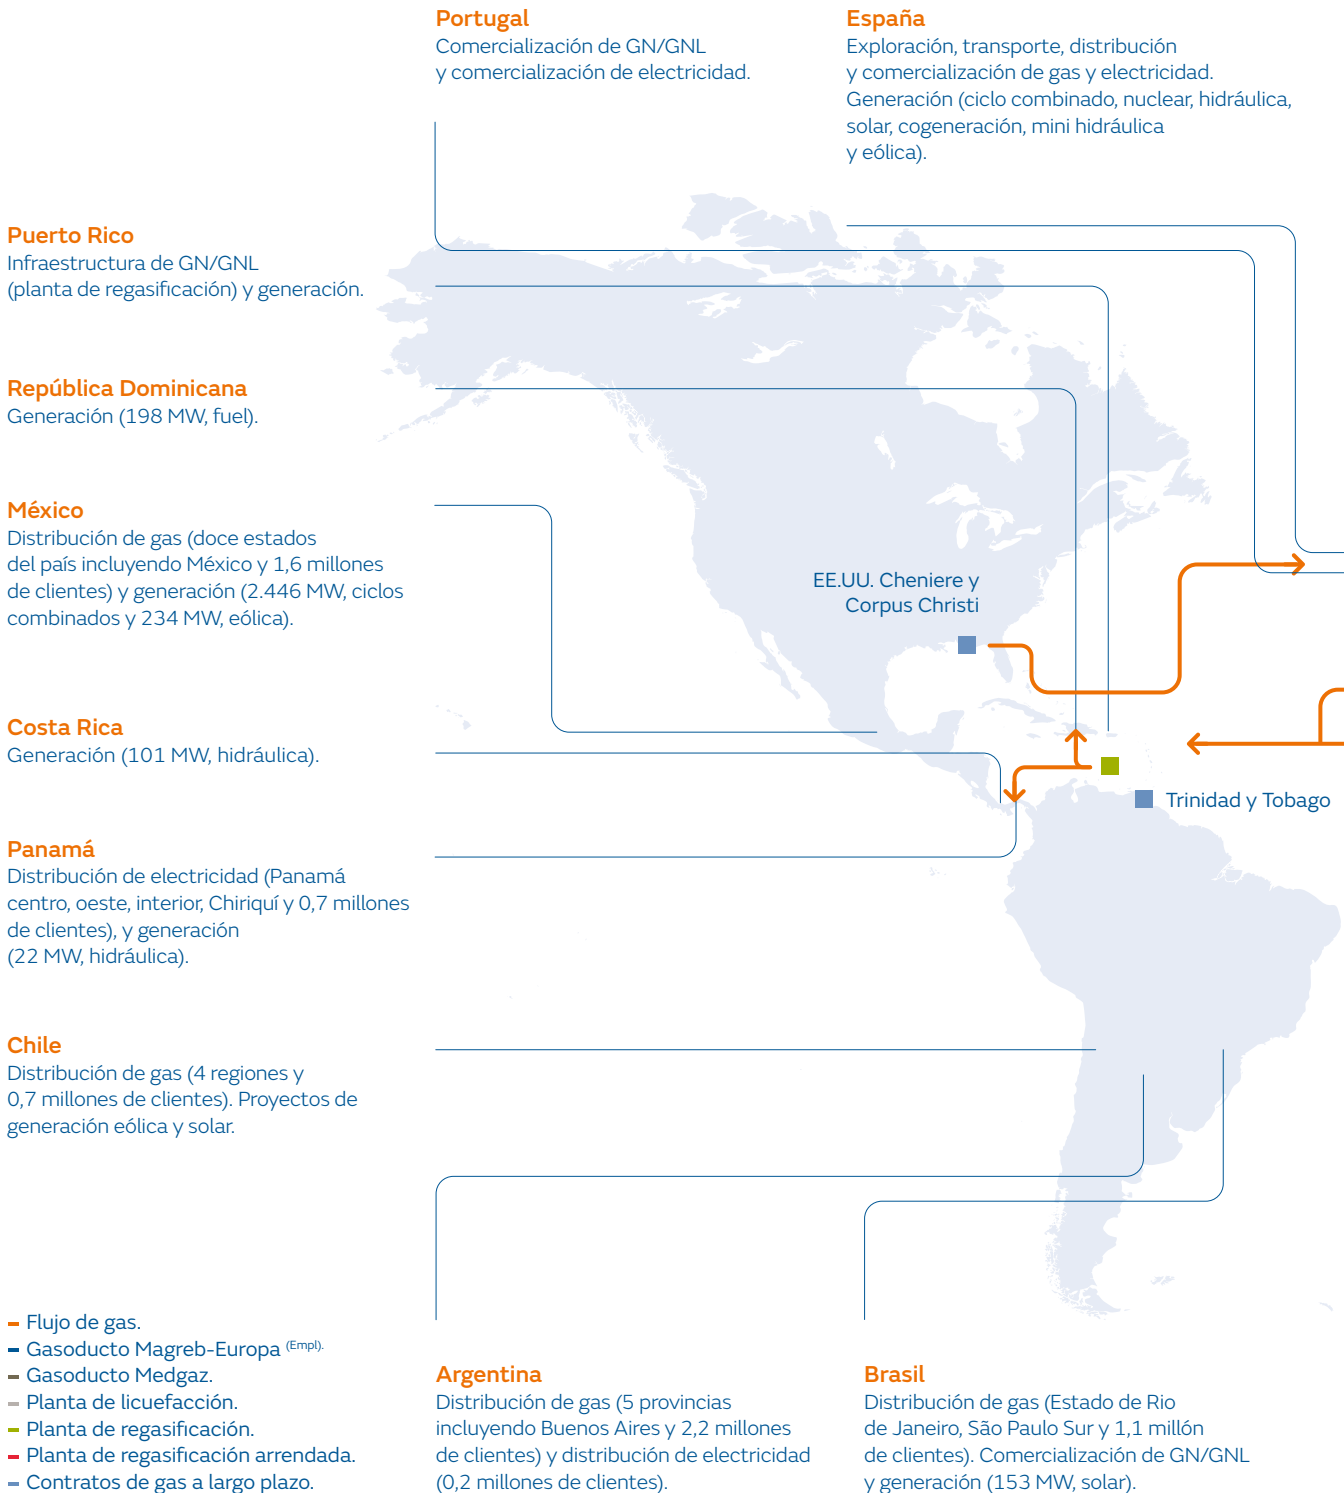 Portugal
Comercialización de GN/GNL
y comercialización de electricidad.
España
Exploración, transporte, distribución
y comercialización de gas y electricidad.
Generación (ciclo combinado, nuclear, hidráulica,
solar, cogeneración, mini hidráulica
y eólica).
Puerto Rico
Infraestructura de GN/GNL
(planta de regasificación) y generación.
República Dominicana
Generación (198 MW, fuel).
México
Distribución de gas (doce estados
del país incluyendo México y 1,6 millones
de clientes) y generación (2.446 MW, ciclos
combinados y 234 MW, eólica).
EE.UU. Cheniere y
Corpus Christi
Costa Rica
Generación (101 MW, hidráulica).
Trinidad y Tobago
Panamá
Distribución de electricidad (Panamá
centro, oeste, interior, Chiriquí y 0,7 millones
de clientes), y generación
(22 MW, hidráulica).
Chile
Distribución de gas (4 regiones y
0,7 millones de clientes). Proyectos de
generación eólica y solar.
Flujo de gas.
Gasoducto Magreb-Europa (Empl).
Gasoducto Medgaz.
Planta de licuefacción.
Planta de regasificación.
Planta de regasificación arrendada.
Contratos de gas a largo plazo.
Argentina
Distribución de gas (5 provincias
incluyendo Buenos Aires y 2,2 millones
de clientes) y distribución de electricidad
(0,2 millones de clientes).
Brasil
Distribución de gas (Estado de Rio
de Janeiro, São Paulo Sur y 1,1 millón
de clientes). Comercialización de GN/GNL
y generación (153 MW, solar).